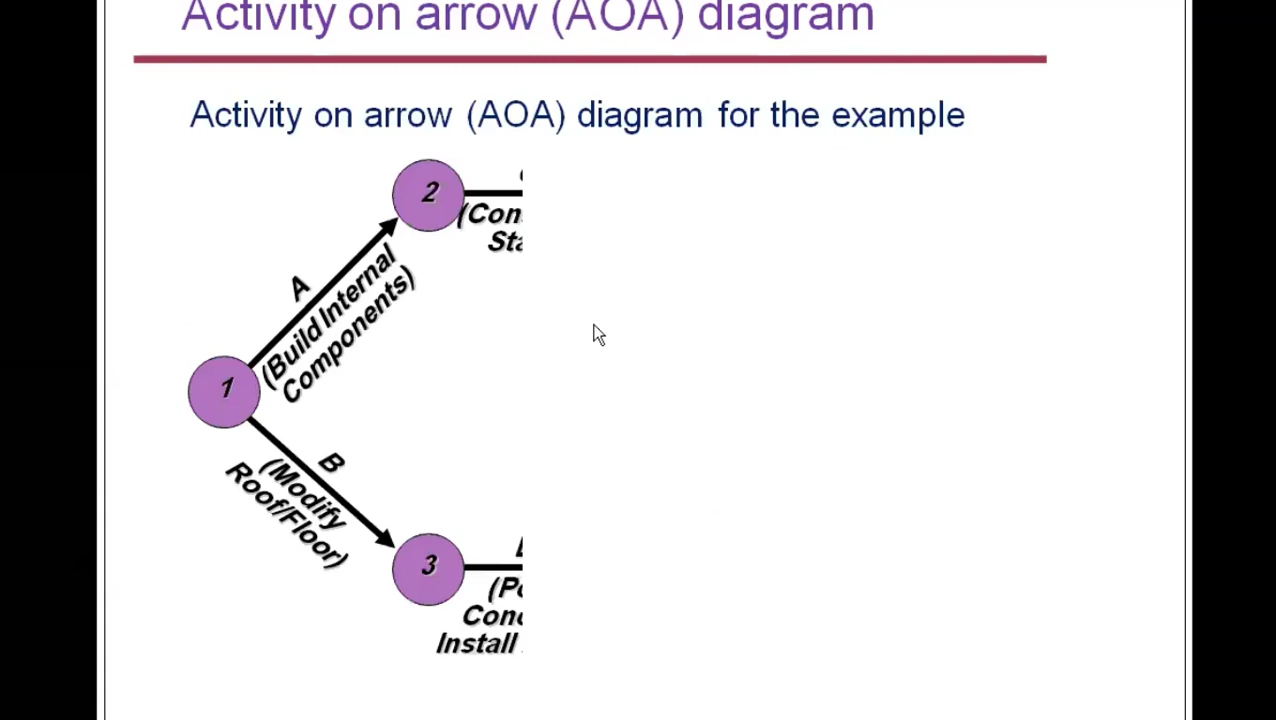 Activity on arrow (AOA) diagram
Activity on arrow (AOA) diagram for the example
2
A
(Build Internal
Components)
1
B
(Modify
Roof/Floor)
3
Install